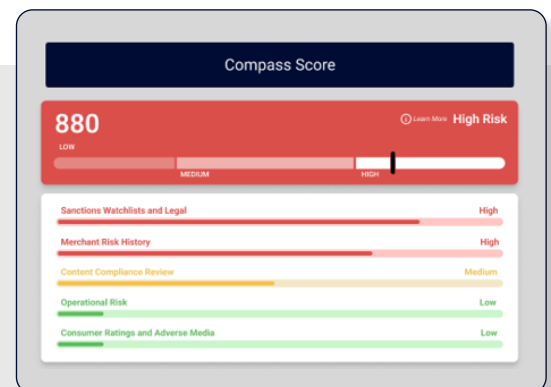 Compass Score
880
Learn More High Risk
LOW
MEDIUM HIGH
Sanctions Watchlists and Legal High
Merchant Risk History High
Content Compliance Review Medium
Operational Risk Low
Consumer Ratings and Adverse Media Low